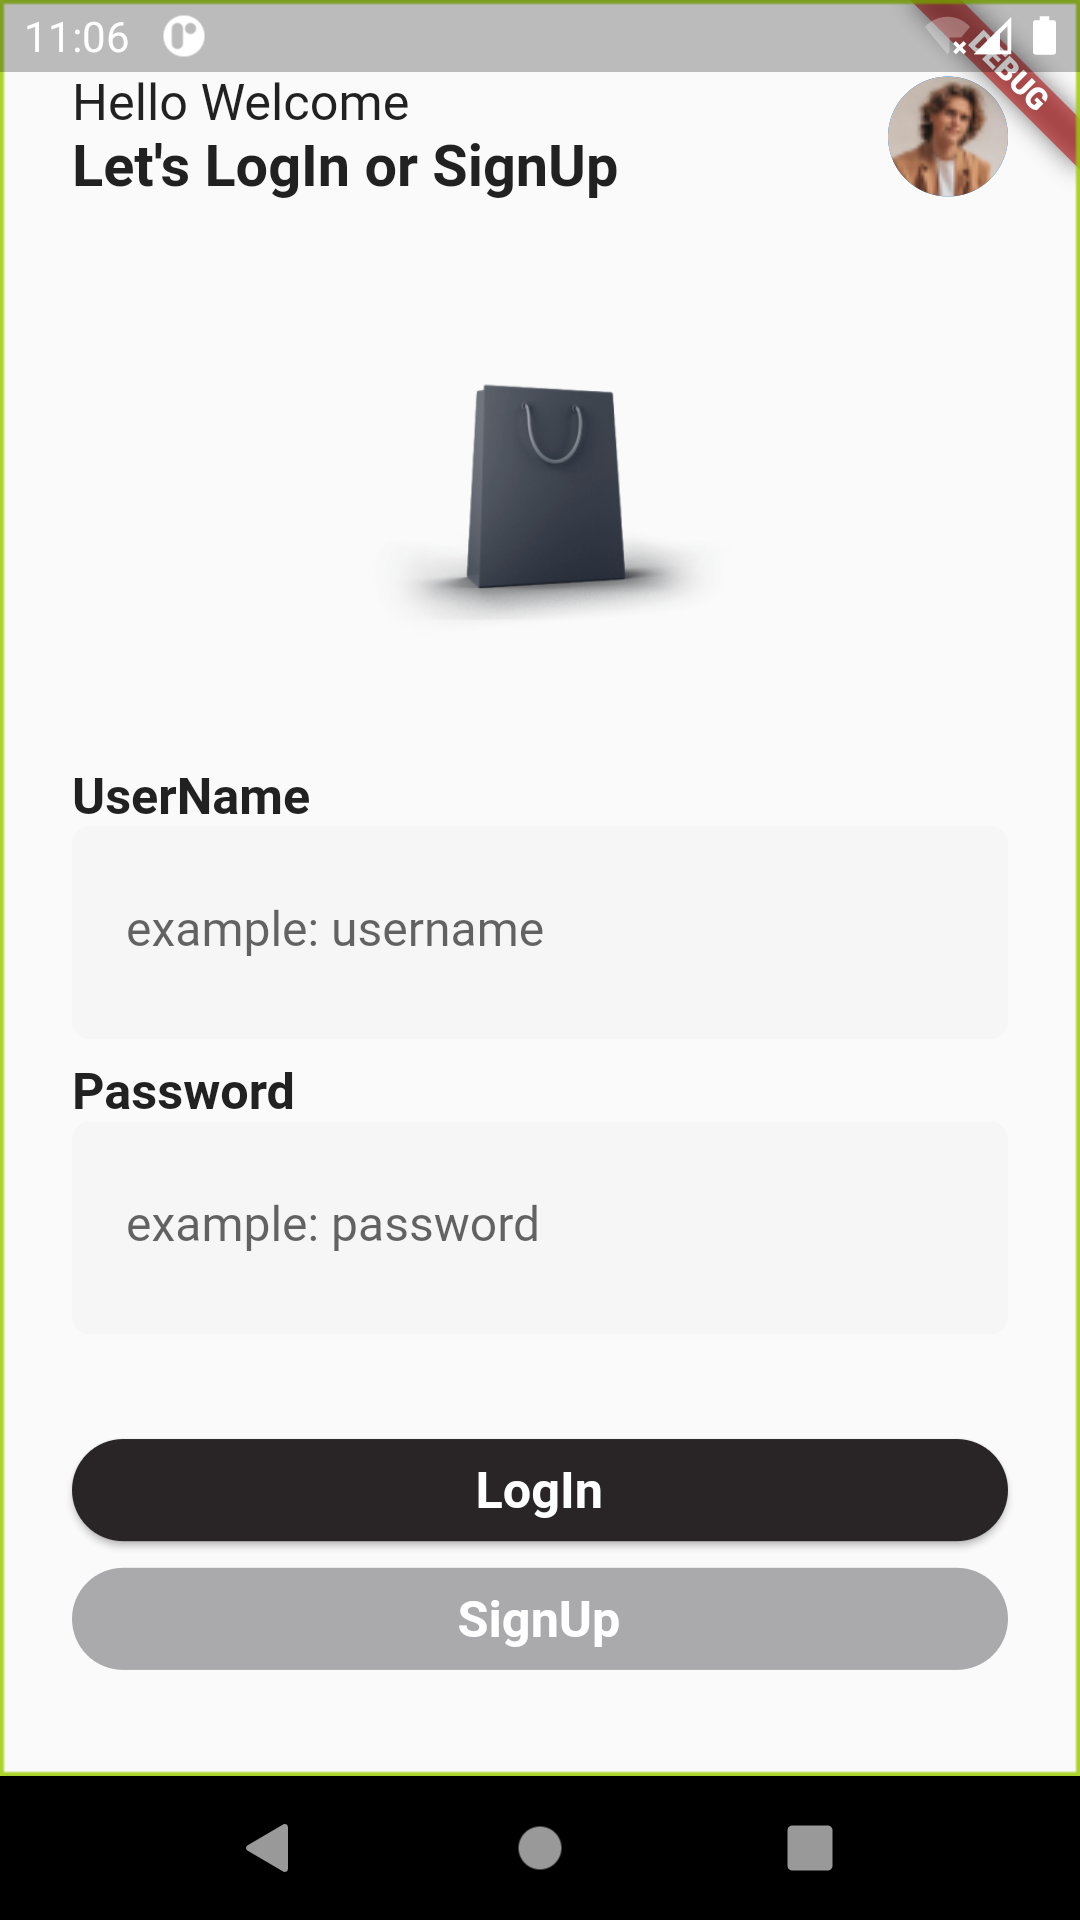 11:06
DEBUG
Hello Welcome
Let's LogIn or SignUp
UserName
example: username
Password
example: password
LogIn
SignUp